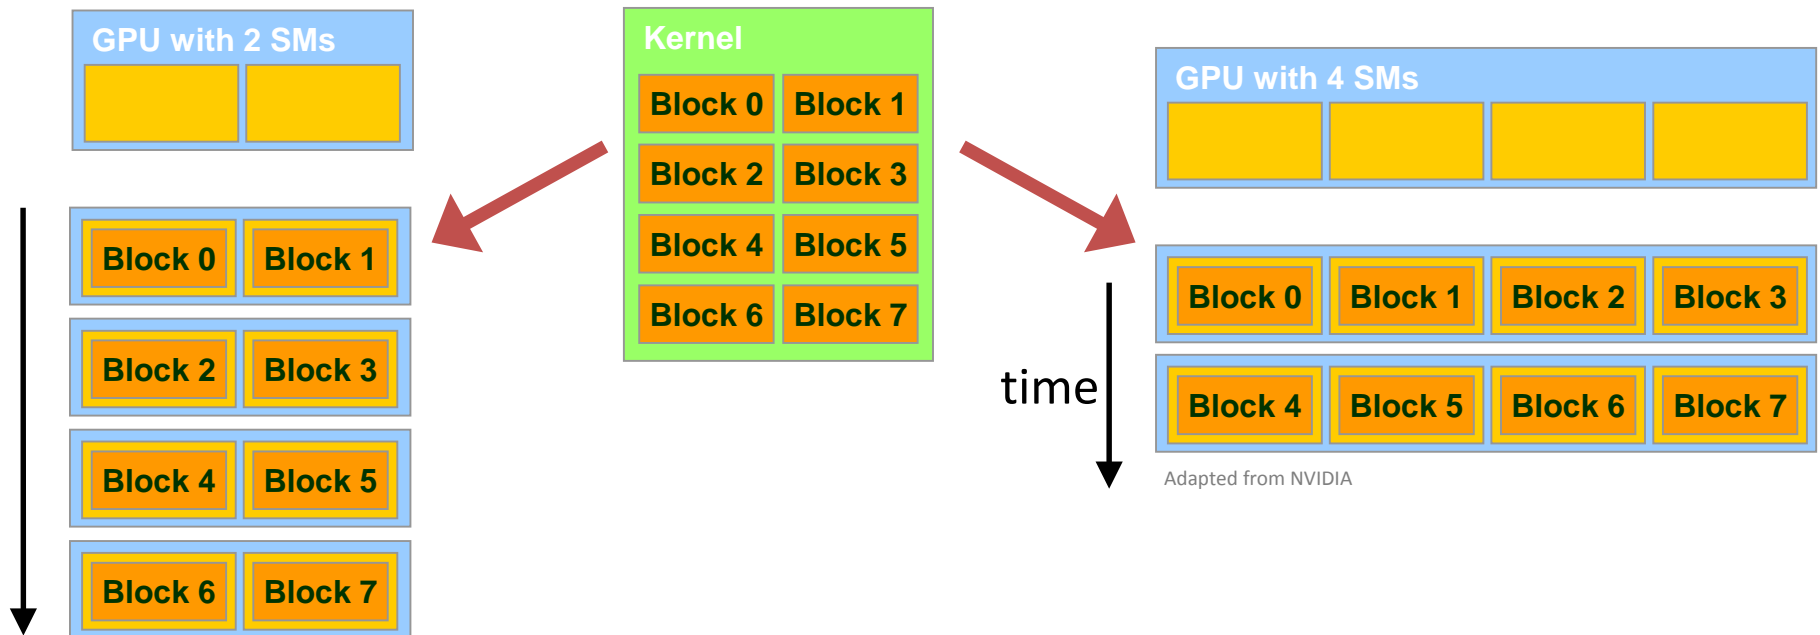 GPU with 2 SMs
Block 0 Block 1
Block 2 Block 3
Block 4 Block 5
Block 6 Block 7
Kernel
Block 0 Block 1
Block 2 Block 3
Block 4 Block 5
Block 6 Block 7
GPU with 4 SMs
Block 0 Block 1 Block 2 Block 3
time
Block 4 Block 5 Block 6 Block 7
Adapted from NVIDIA